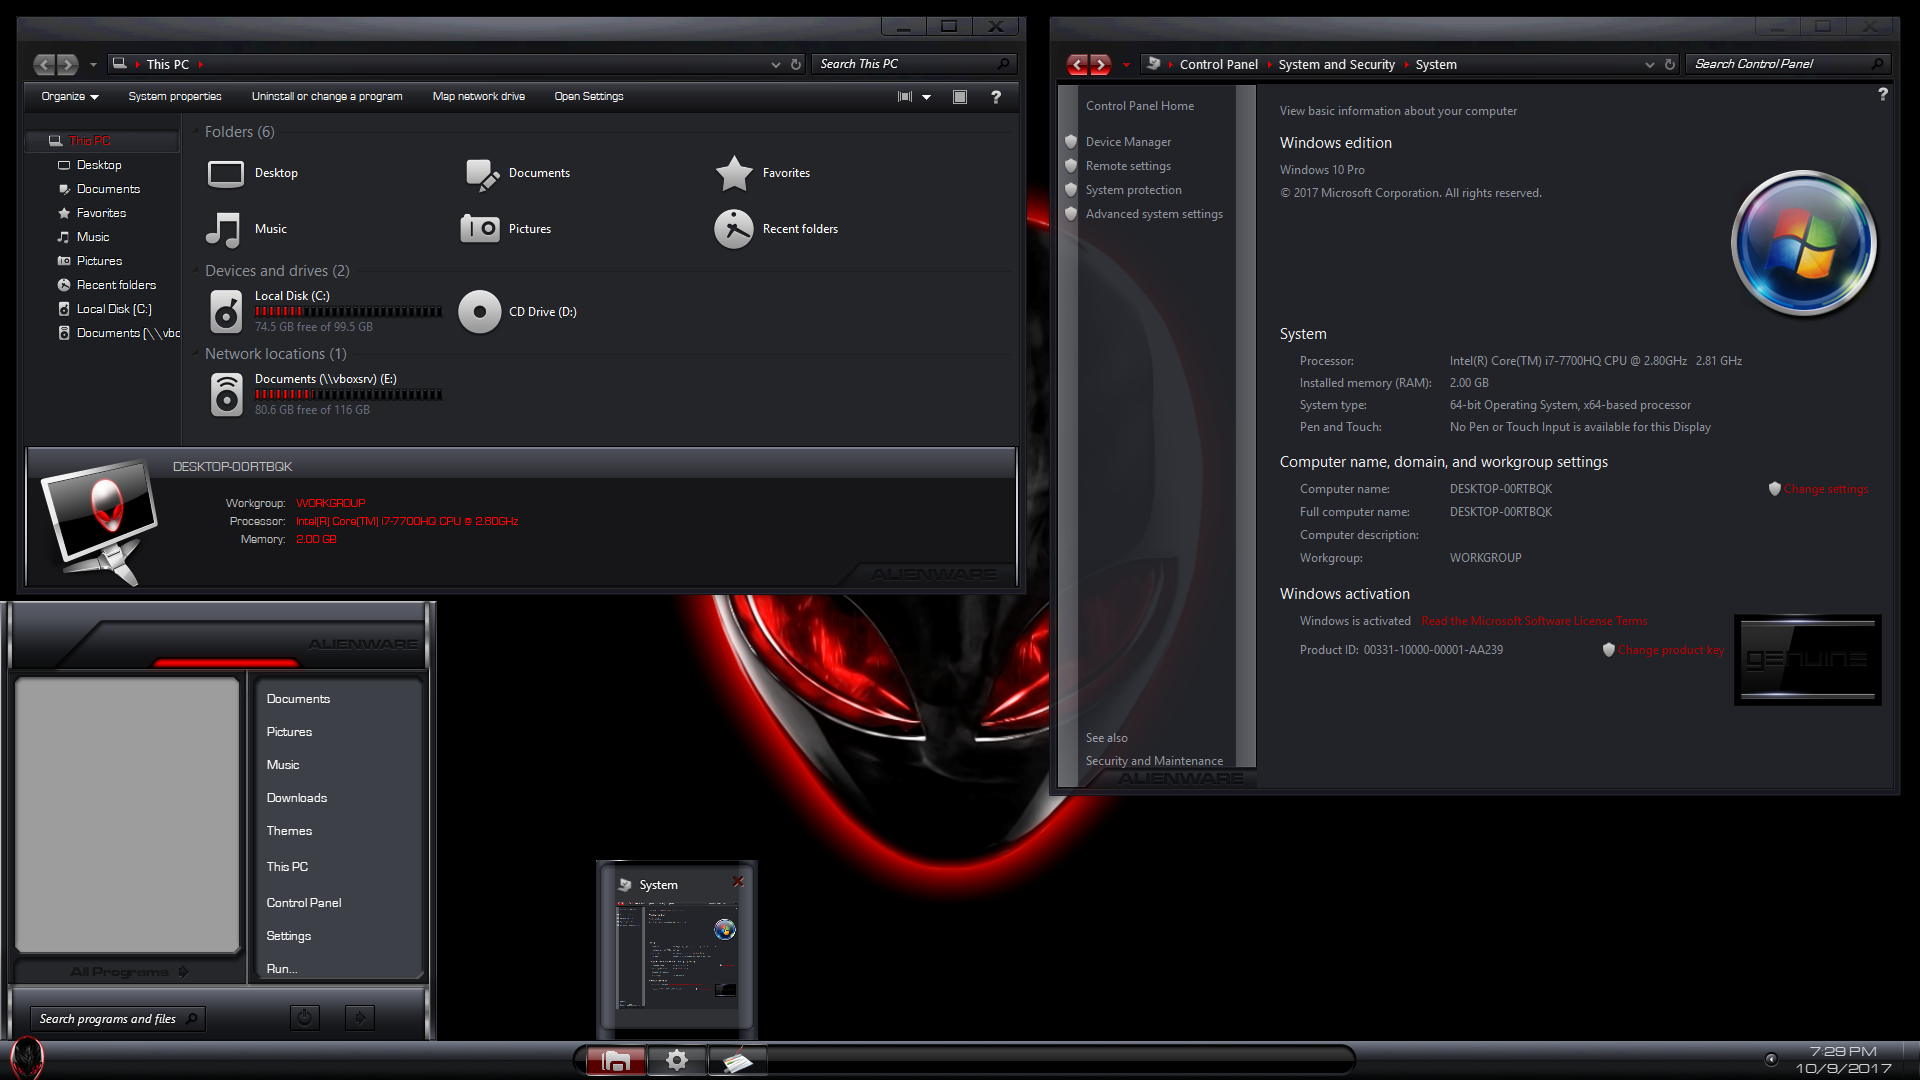 This PC
Search This PC
Organize
System properties
Uninstall or change a program
Map network drive
Open Settings
?
This PC
Desktop
Documents
Favorites
Music
Pictures
Recent folders
Local Disk (C:)
Documents (\\vbo
Folders (6)
Desktop
Documents
Favorites
Music
Pictures
Recent folders
Devices and drives (2)
Local Disk (C:)
74.5 GB free of 99.5 GB
CD Drive (D:)
Network locations (1)
Documents (\\vboxsrv) (E:)
80.6 GB free of 116 GB
DESKTOP-00RTBQK
Workgroup: WORKGROUP
Processor: Intel(R) Core(TM) i7-7700HQ CPU @ 2.80GHz
Memory: 2.00 GB
ALIENWARE
Control Panel
System and Security
System
Search Control Panel
?
Control Panel Home
Device Manager
Remote settings
System protection
Advanced system settings
See also
Security and Maintenance
ALIENWARE
View basic information about your computer
Windows edition
Windows 10 Pro
© 2017 Microsoft Corporation. All rights reserved.
System
Processor: Intel(R) Core(TM) i7-7700HQ CPU @ 2.80GHz 2.81 GHz
Installed memory (RAM): 2.00 GB
System type: 64-bit Operating System, x64-based processor
Pen and Touch: No Pen or Touch Input is available for this Display
Computer name, domain, and workgroup settings
Computer name: DESKTOP-00RTBQK
Change settings
Full computer name: DESKTOP-00RTBQK
Computer description:
Workgroup: WORKGROUP
Windows activation
Windows is activated Read the Microsoft Software License Terms
Product ID: 00331-10000-00001-AA239
Change product key
genuine
ALIENWARE
Documents
Pictures
Music
Downloads
Themes
This PC
Control Panel
Settings
Run...
All Programs
Search programs and files
System
7:29 PM
10/9/2017